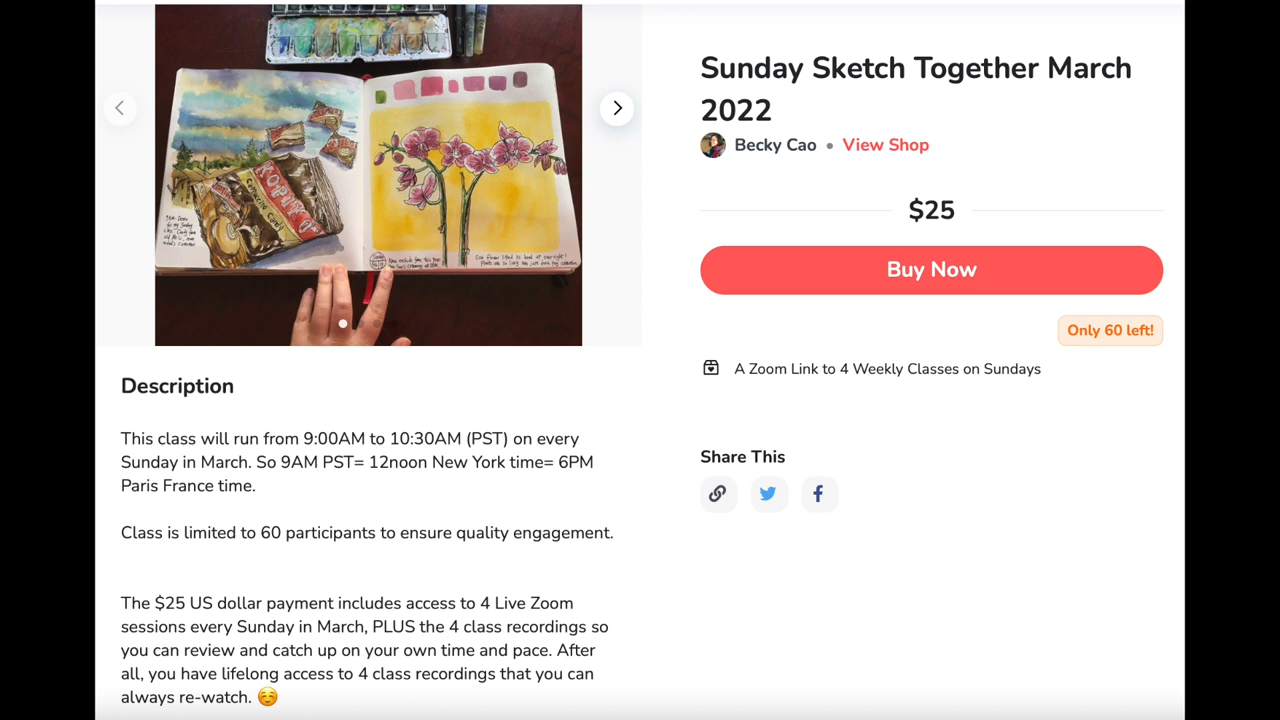 KOPIKO
Sunday Sketch Together March
2022
Becky Cao • View Shop
$25
Buy Now
Only 60 left!
A Zoom Link to 4 Weekly Classes on Sundays
Share This
Description
This class will run from 9:00AM to 10:30AM (PST) on every
Sunday in March. So 9AM PST= 12noon New York time= 6PM
Paris France time.
Class is limited to 60 participants to ensure quality engagement.
The $25 US dollar payment includes access to 4 Live Zoom
sessions every Sunday in March, PLUS the 4 class recordings so
you can review and catch up on your own time and pace. After
all, you have lifelong access to 4 class recordings that you can
always re-watch. ☺️